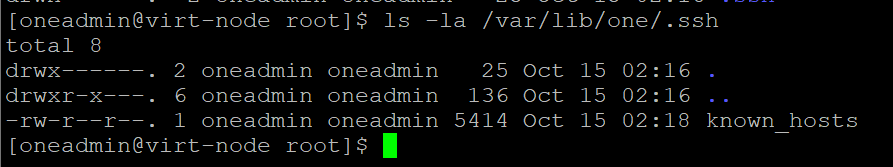 [oneadmin@virt-node root]$ ls -la /var/lib/one/.ssh
total 8
drwx------. 2 oneadmin oneadmin   25 Oct 15 02:16 .
drwxr-x---. 6 oneadmin oneadmin  136 Oct 15 02:16 ..
-rw-r--r--. 1 oneadmin oneadmin 5414 Oct 15 02:18 known_hosts
[oneadmin@virt-node root]$